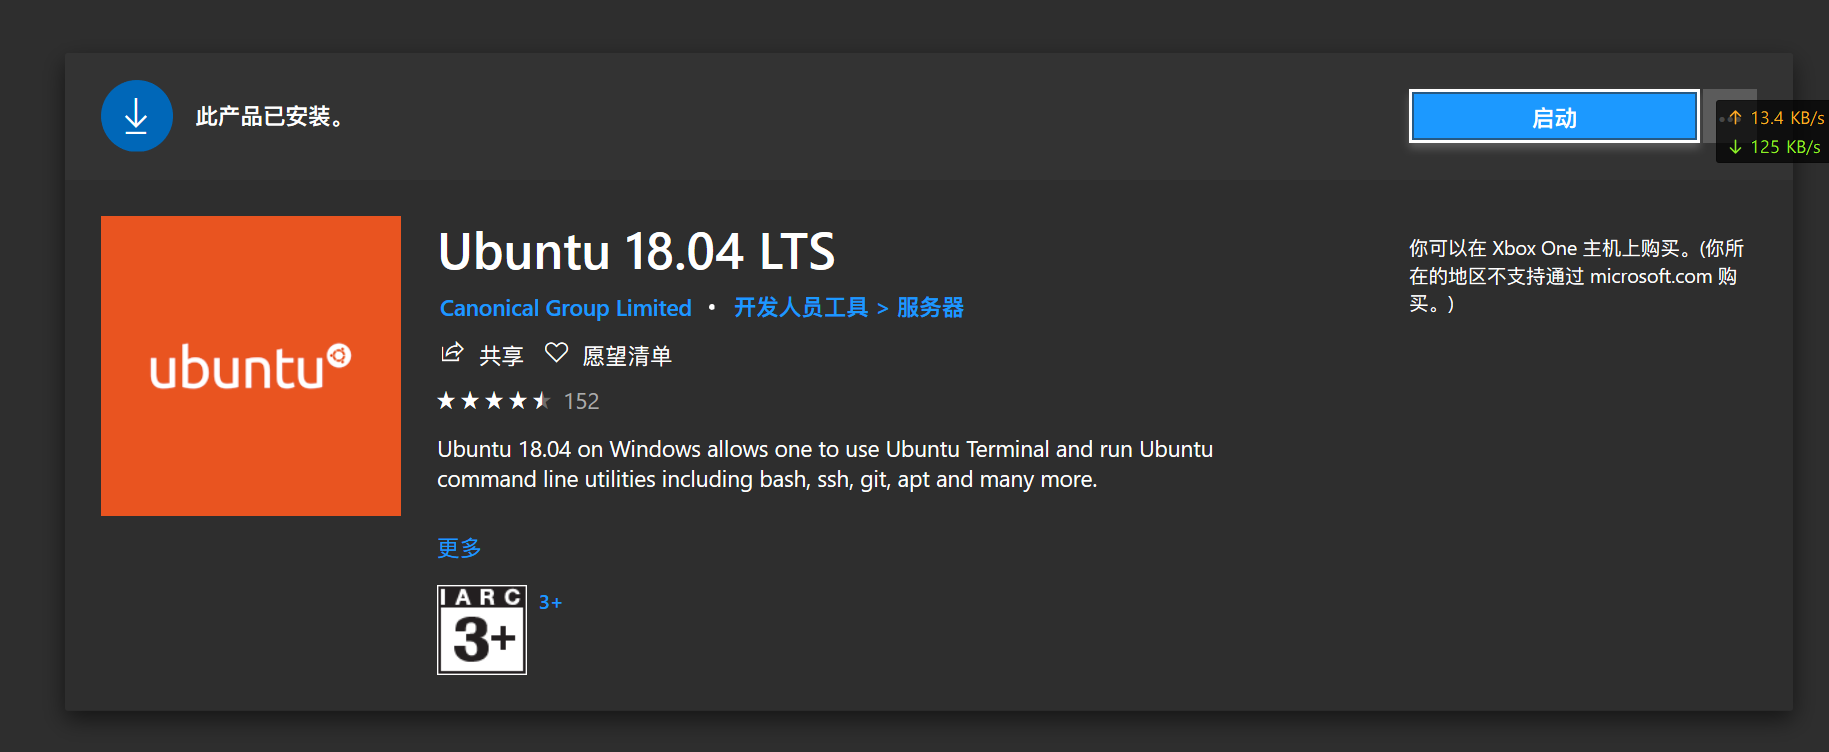 此产品已安装。
启动
13.4 KB/s
125 KB/s
ubuntu
Ubuntu 18.04 LTS
Canonical Group Limited • 开发人员工具 > 服务器
共享 愿望清单
152
Ubuntu 18.04 on Windows allows one to use Ubuntu Terminal and run Ubuntu
command line utilities including bash, ssh, git, apt and many more.
更多
IARC
3+
3+
你可以在 Xbox One 主机上购买。(你所
在的地区不支持通过 microsoft.com 购
买。)